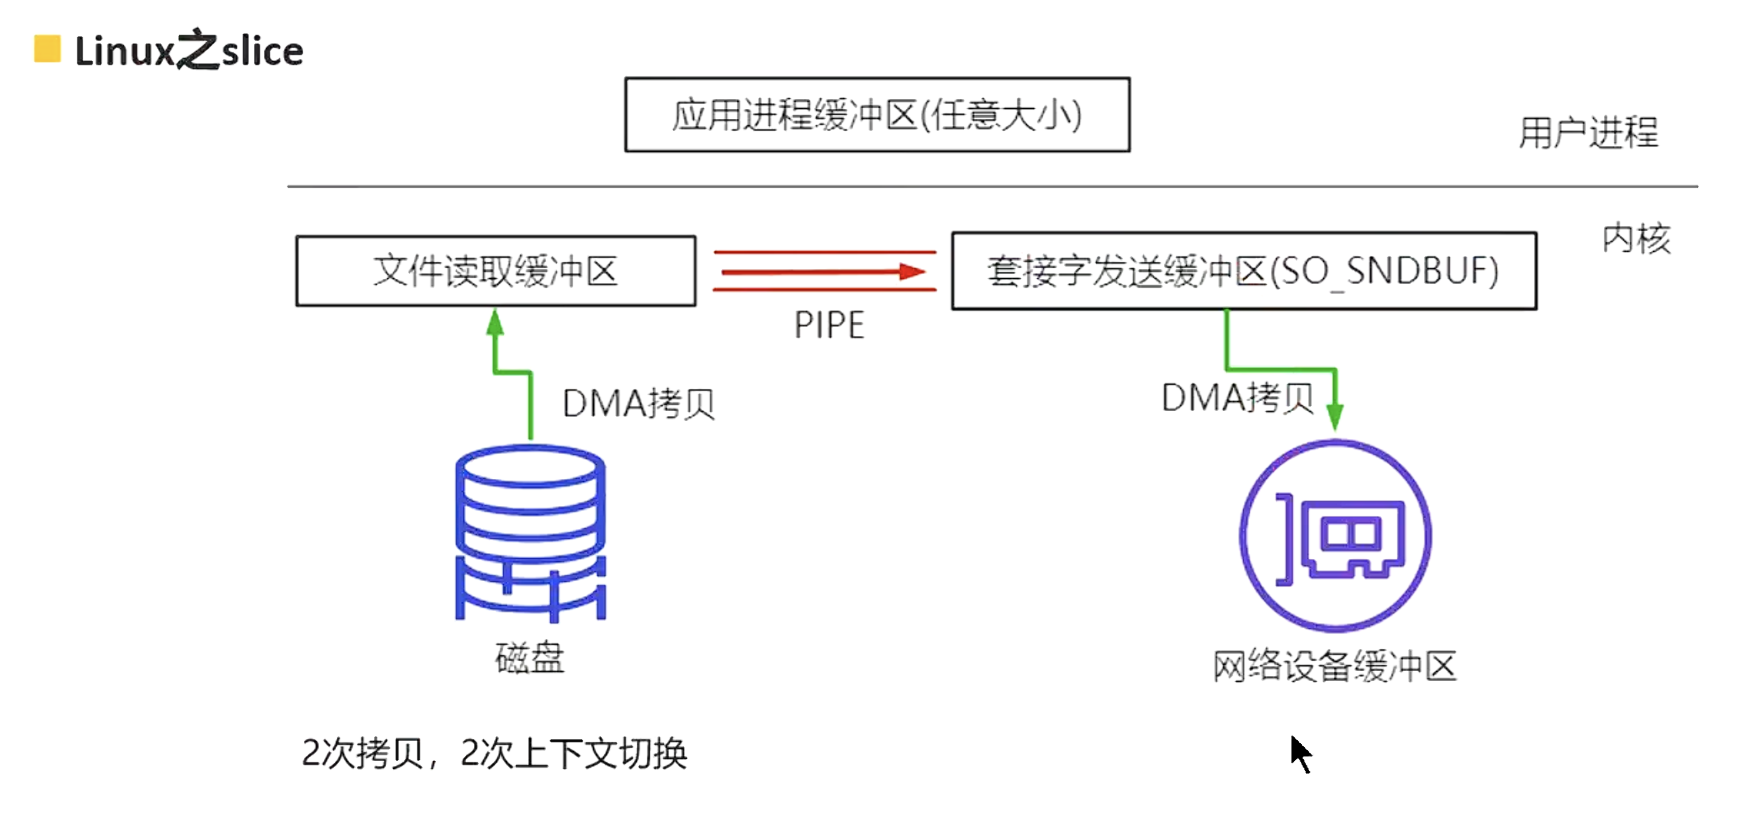 Linux之slice
应用进程缓冲区(任意大小)
用户进程
内核
文件读取缓冲区
套接字发送缓冲区(SO_SNDBUF)
PIPE
DMA拷贝
DMA拷贝
磁盘
网络设备缓冲区
2次拷贝，2次上下文切换